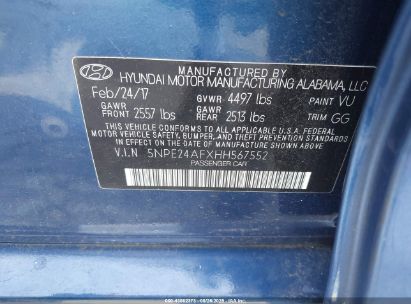 MANUFACTURED BY
HYUNDAI MOTOR MANUFACTURING ALABAMA, LLC
Feb/24/17 GVWR 4497 lbs PAINT VU
GAWR FRONT 2557 lbs GAWR REAR 2513 lbs TRIM GG
THIS VEHICLE CONFORMS TO ALL APPLICABLE U.S.A. FEDERAL
MOTOR VEHICLE SAFETY, BUMPER, AND THEFT PREVENTION
STANDARDS IN EFFECT ON THE DATE OF MANUFACTURE SHOWN ABOVE.
V.I.N 5NPE24AFXHH567552
PASSENGER CAR